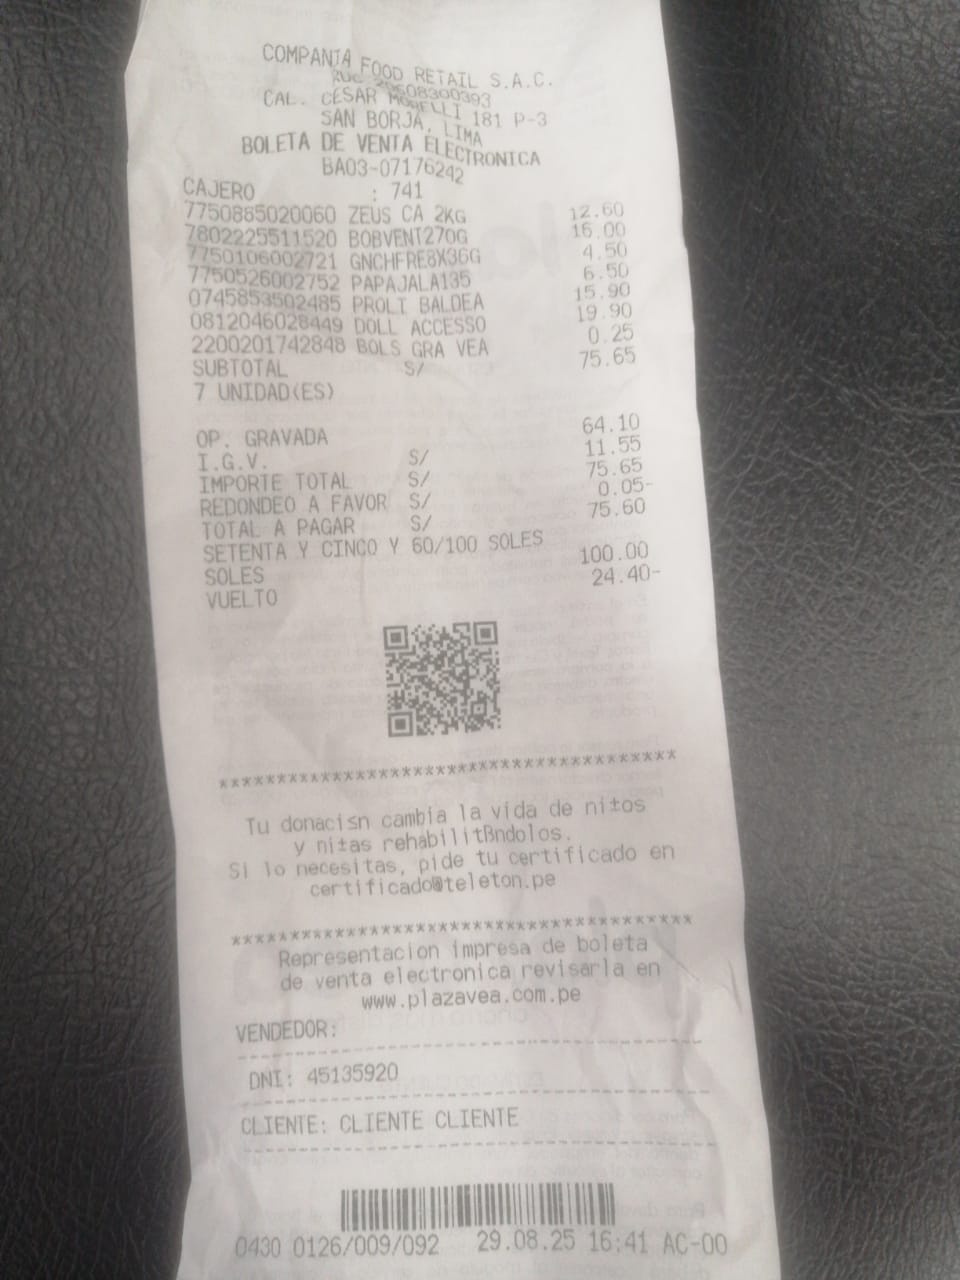 COMPANIA FOOD RETAIL S.A.C.
RUC 20608300393
CAL. CESAR MORELLI 181 P-3
SAN BORJA, LIMA
BOLETA DE VENTA ELECTRONICA
BA03-07176242
CAJERO : 741
7750885020060 ZEUS CA 2KG 12.60
7802225511520 BOBVENT270G 16.00
7750106002721 GNCHFRE8X36G 4.50
7750526002752 PAPAJALA135 6.50
0745853502485 PROLI BALDEA 15.90
0812046028449 DOLL ACCESSO 19.90
2200201742848 BOLS GRA VEA 0.25
SUBTOTAL S/ 75.65
7 UNIDAD(ES)
OP. GRAVADA 64.10
I.G.V. S/ 11.55
IMPORTE TOTAL S/ 75.65
REDONDEO A FAVOR S/ 0.05-
TOTAL A PAGAR S/ 75.60
SETENTA Y CINCO Y 60/100 SOLES
SOLES 100.00
VUELTO 24.40-
****************************************
Tu donacisn cambia la vida de ni±os
y ni±as rehabilitßndolos.
Si lo necesitas, pide tu certificado en
certificado@teleton.pe
****************************************
Representacion impresa de boleta
de venta electronica revisarla en
www.plazavea.com.pe
VENDEDOR:
DNI: 45135920
CLIENTE: CLIENTE CLIENTE
0430 0126/009/092 29.08.25 16:41 AC-00